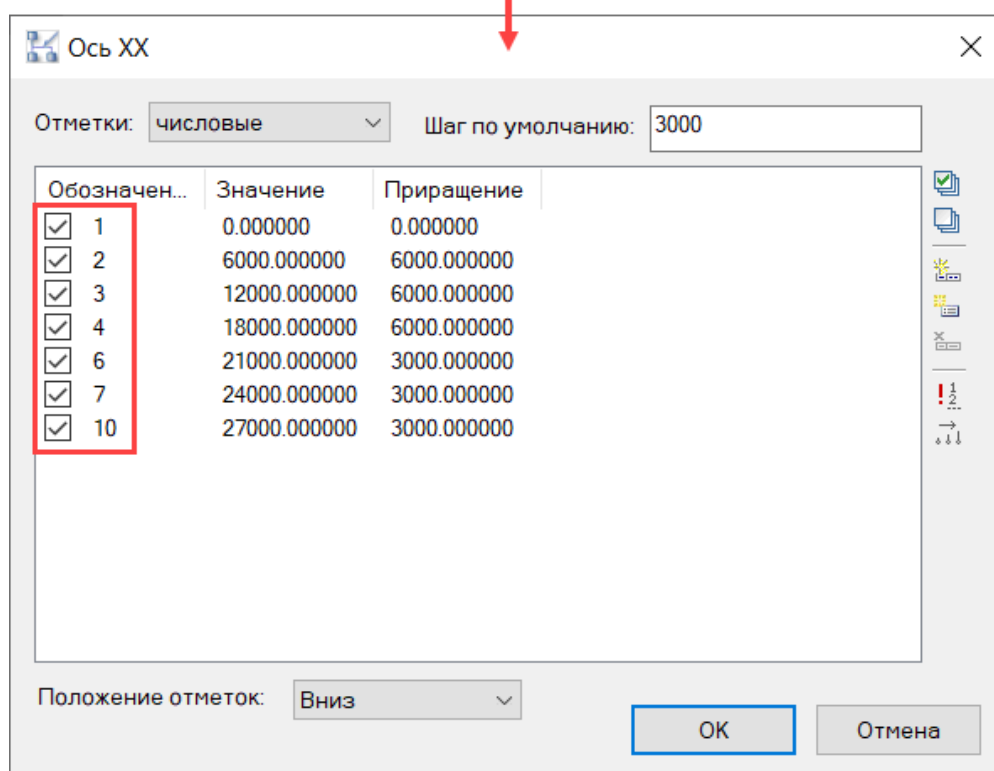 Ось XX
Отметки: числовые Шаг по умолчанию: 3000
Обозначен... Значение Приращение
1 0.000000 0.000000
2 6000.000000 6000.000000
3 12000.000000 6000.000000
4 18000.000000 6000.000000
6 21000.000000 3000.000000
7 24000.000000 3000.000000
10 27000.000000 3000.000000
Положение отметок: Вниз
OK Отмена